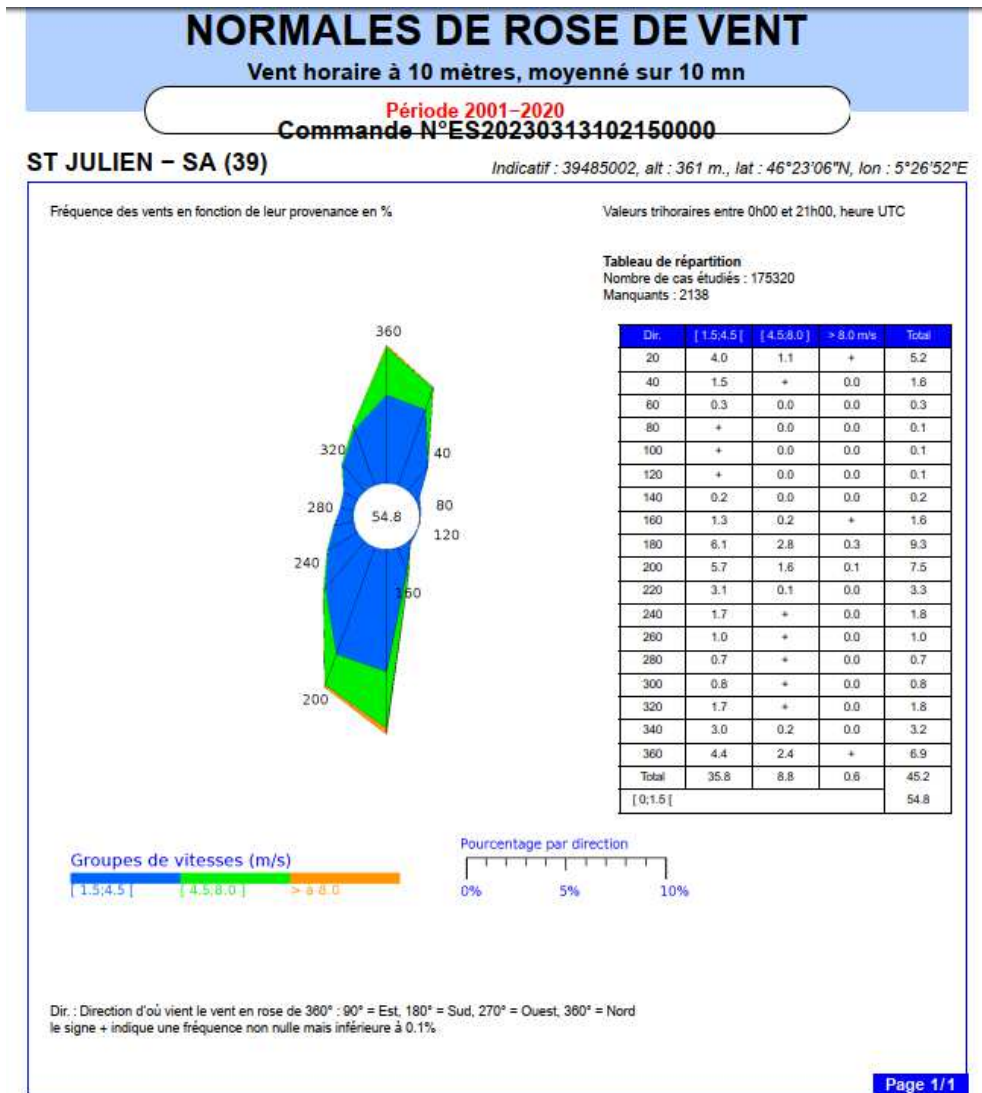 NORMALES DE ROSE DE VENT
Vent horaire à 10 mètres, moyenné sur 10 mn
Période 2001–2020
Commande N°ES20230313102150000
ST JULIEN – SA (39)
Indicatif : 39485002, alt : 361 m., lat : 46°23'06"N, lon : 5°26'52"E
Fréquence des vents en fonction de leur provenance en %
Valeurs trihoraires entre 0h00 et 21h00, heure UTC
Tableau de répartition
Nombre de cas étudiés : 175320
Manquants : 2138
360
320
40
280
54.8
80
120
240
160
200
Dir. [ 1.5;4.5 [ [ 4.5;8.0 ] > 8.0 m/s Total
20 4.0 1.1 + 5.2
40 1.5 + 0.0 1.6
60 0.3 0.0 0.0 0.3
80 + 0.0 0.0 0.1
100 + 0.0 0.0 0.1
120 + 0.0 0.0 0.1
140 0.2 0.0 0.0 0.2
160 1.3 0.2 + 1.6
180 6.1 2.8 0.3 9.3
200 5.7 1.6 0.1 7.5
220 3.1 0.1 0.0 3.3
240 1.7 + 0.0 1.8
260 1.0 + 0.0 1.0
280 0.7 + 0.0 0.7
300 0.8 + 0.0 0.8
320 1.7 + 0.0 1.8
340 3.0 0.2 0.0 3.2
360 4.4 2.4 + 6.9
Total 35.8 8.8 0.6 45.2
[ 0;1.5 [ 54.8
Groupes de vitesses (m/s)
[ 1.5;4.5 [ [ 4.5;8.0 ] > à 8.0
Pourcentage par direction
0% 5% 10%
Dir. : Direction d'où vient le vent en rose de 360° : 90° = Est, 180° = Sud, 270° = Ouest, 360° = Nord
le signe + indique une fréquence non nulle mais inférieure à 0.1%
Page 1/1